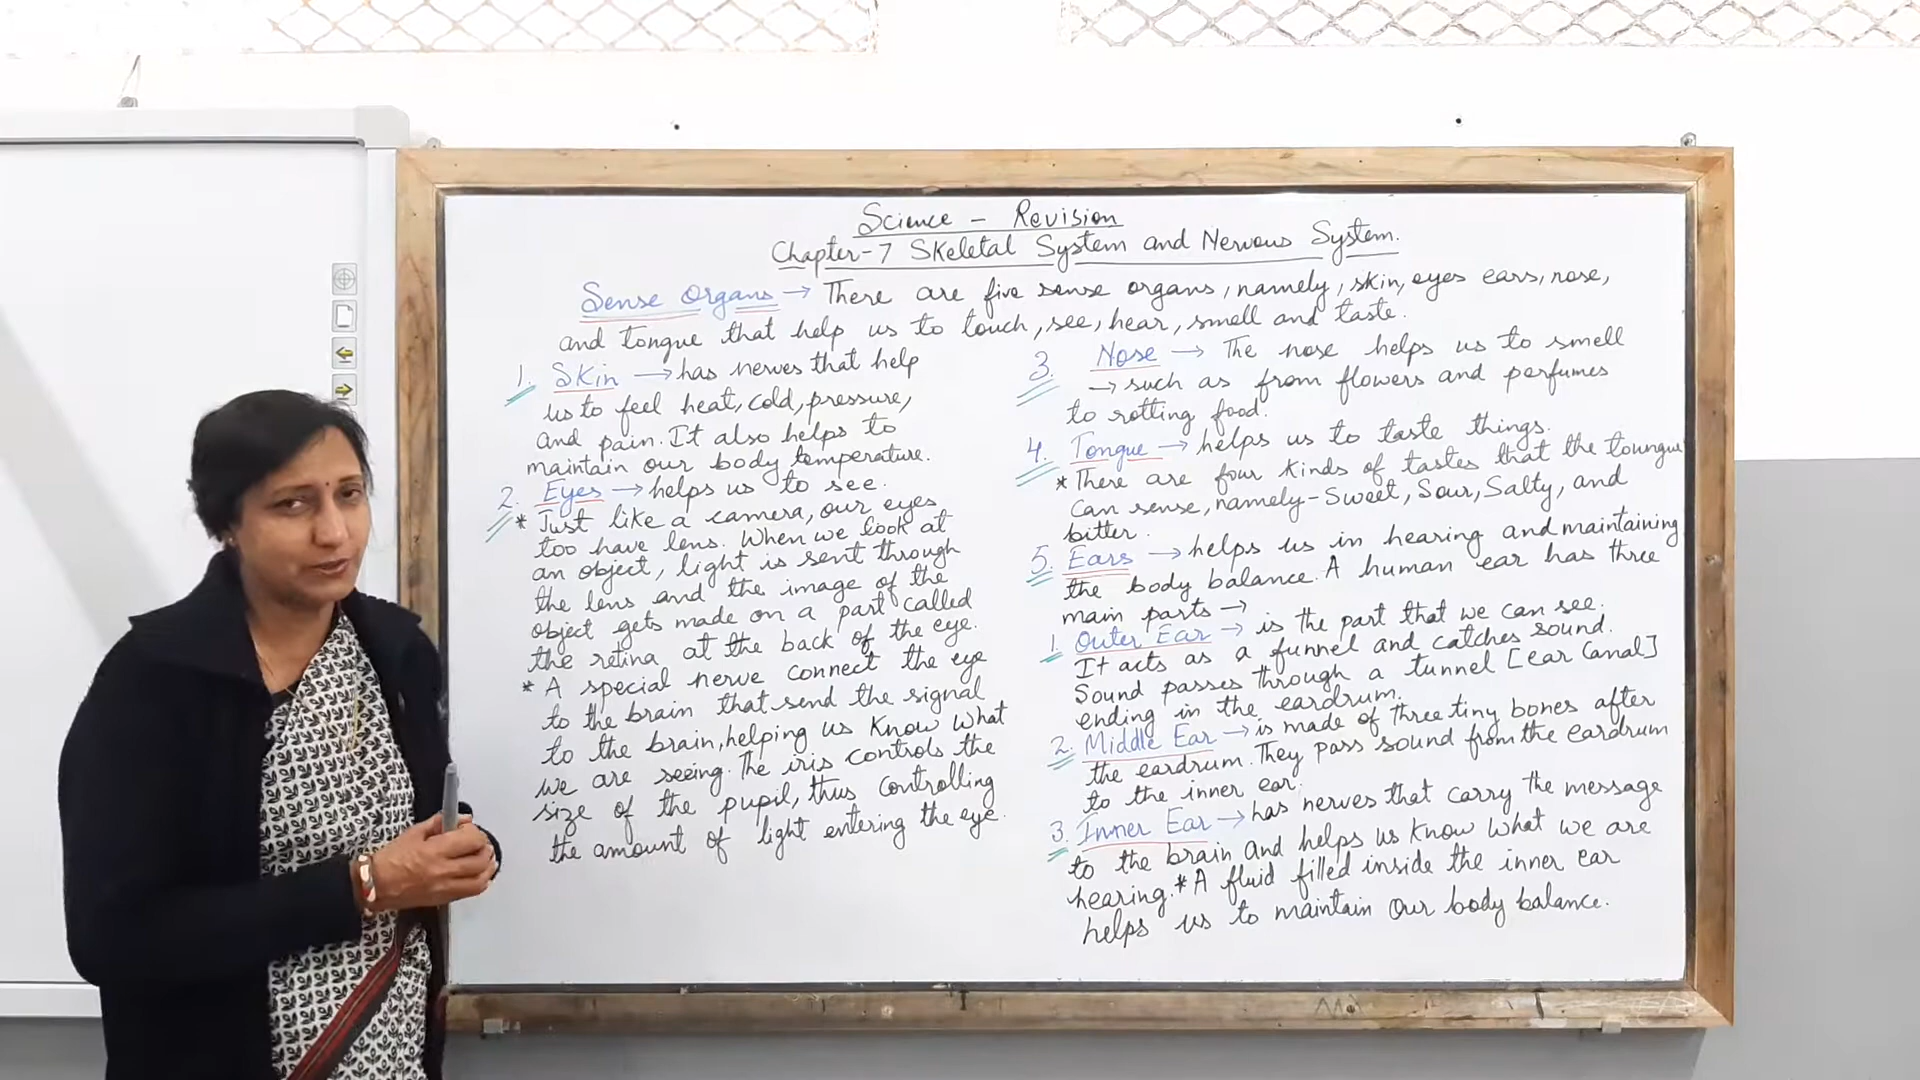 Science - Revision
Chapter-7 Skeletal System and Nervous System.
Sense Organs → There are five sense organs, namely, skin, eyes ears, nose,
and tongue that help us to touch, see, hear, smell and taste.
1. Skin → has nerves that help
us to feel heat, cold, pressure,
and pain. It also helps to
maintain our body temperature.
2. Eyes → helps us to see.
* Just like a camera, our eyes
too have lens. When we look at
an object, light is sent through
the lens and the image of the
object gets made on a part called
the retina at the back of the eye.
* A special nerve connect the eye
to the brain that send the signal
to the brain, helping us know what
we are seeing. The iris controls the
size of the pupil, thus controlling
the amount of light entering the eye.
3. Nose → The nose helps us to smell
→ such as from flowers and perfumes
to rotting food.
4. Tongue → helps us to taste things.
* There are four kinds of tastes that the toungue
can sense, namely - Sweet, Sour, Salty, and
bitter.
5. Ears → helps us in hearing and maintaining
the body balance. A human ear has three
main parts →
1. Outer Ear → is the part that we can see.
It acts as a funnel and catches sound.
Sound passes through a tunnel [ear Canal]
ending in the eardrum.
2. Middle Ear → is made of three tiny bones after
the eardrum. They pass sound from the eardrum
to the inner ear.
3. Inner Ear → has nerves that carry the message
to the brain and helps us know what we are
hearing. * A fluid filled inside the inner ear
helps us to maintain our body balance.